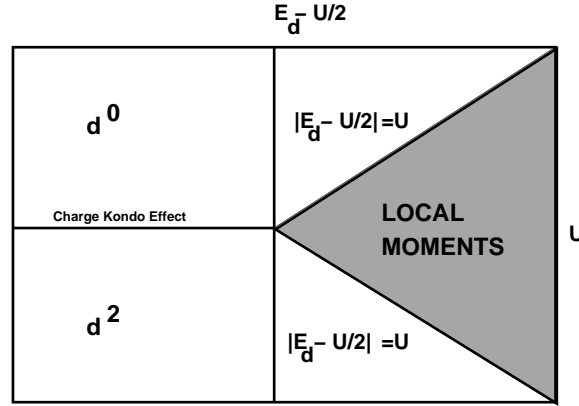 E_d - U/2
d^0
|E_d - U/2| =U
Charge Kondo Effect
LOCAL
MOMENTS
U
d^2
|E_d - U/2| =U